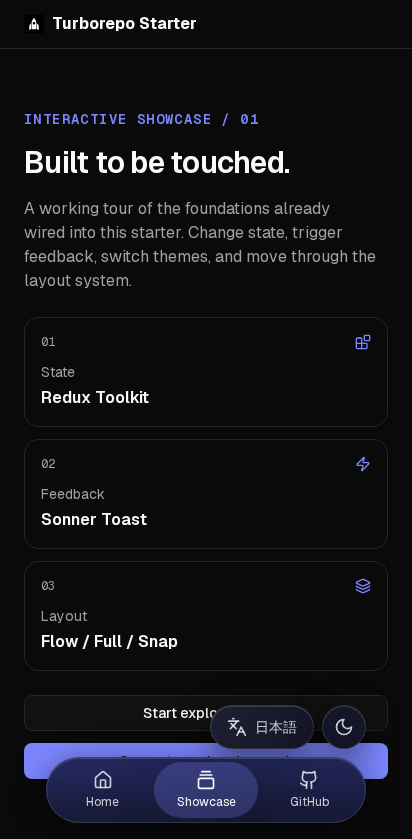 Turborepo Starter
INTERACTIVE SHOWCASE / 01
Built to be touched.
A working tour of the foundations already
wired into this starter. Change state, trigger
feedback, switch themes, and move through the
layout system.
01
State
Redux Toolkit
02
Feedback
Sonner Toast
03
Layout
Flow / Full / Snap
Start
日本語
Home
Showcase
GitHub